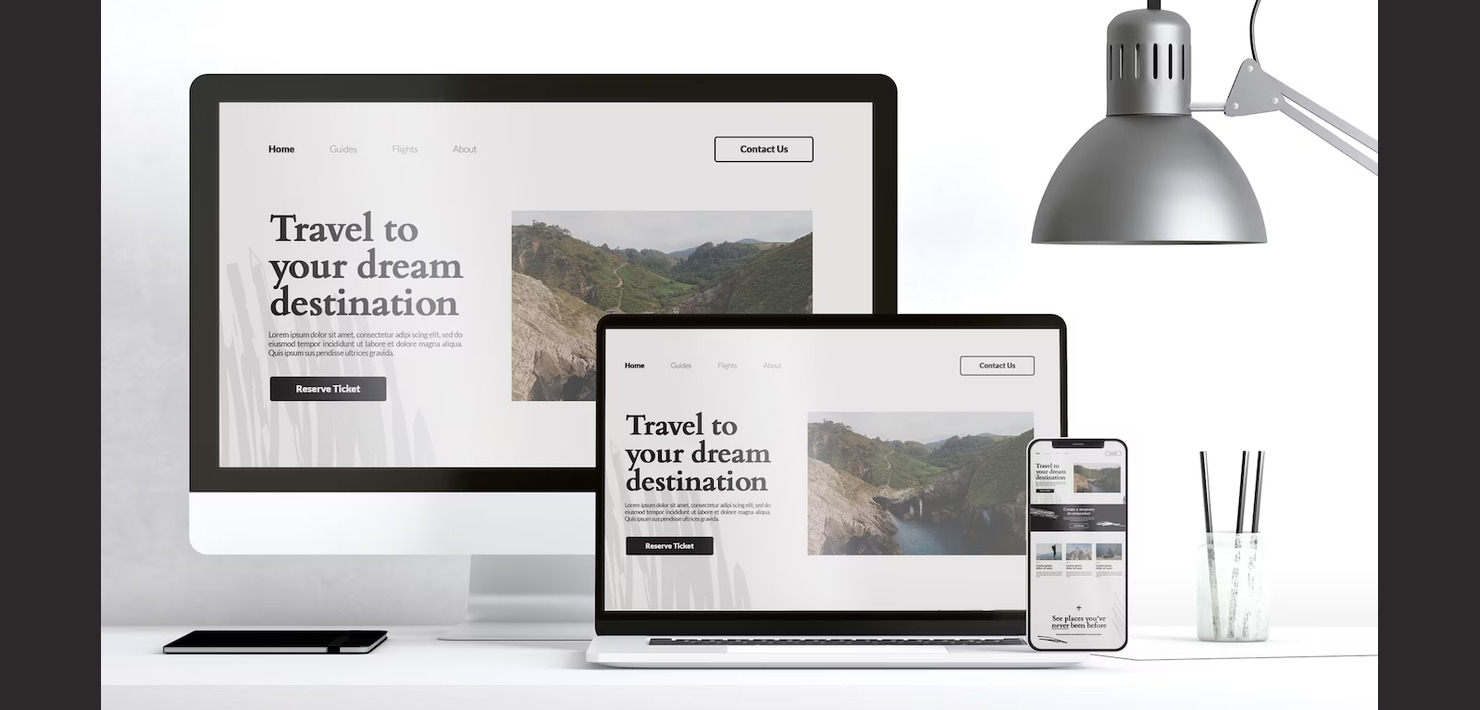 Home
Guides
Flights
About
Contact Us
Travel to
your dream
destination
Lorem ipsum dolor sit amet, consectetur adipi scing elit, sed do
eiusmod tempor incididunt ut labore et dolore magna aliqua.
Quis ipsum sus pendisse ultrices gravida.
Reserve Ticket
Home
Guides
Flights
About
Contact Us
Travel to
your dream
destination
Lorem ipsum dolor sit amet, consectetur adipi scing elit, sed do
eiusmod tempor incididunt ut labore et dolore magna aliqua.
Quis ipsum sus pendisse ultrices gravida.
Reserve Ticket
Travel to
your dream
destination
Create a memory
to remember
See places you've
never been before